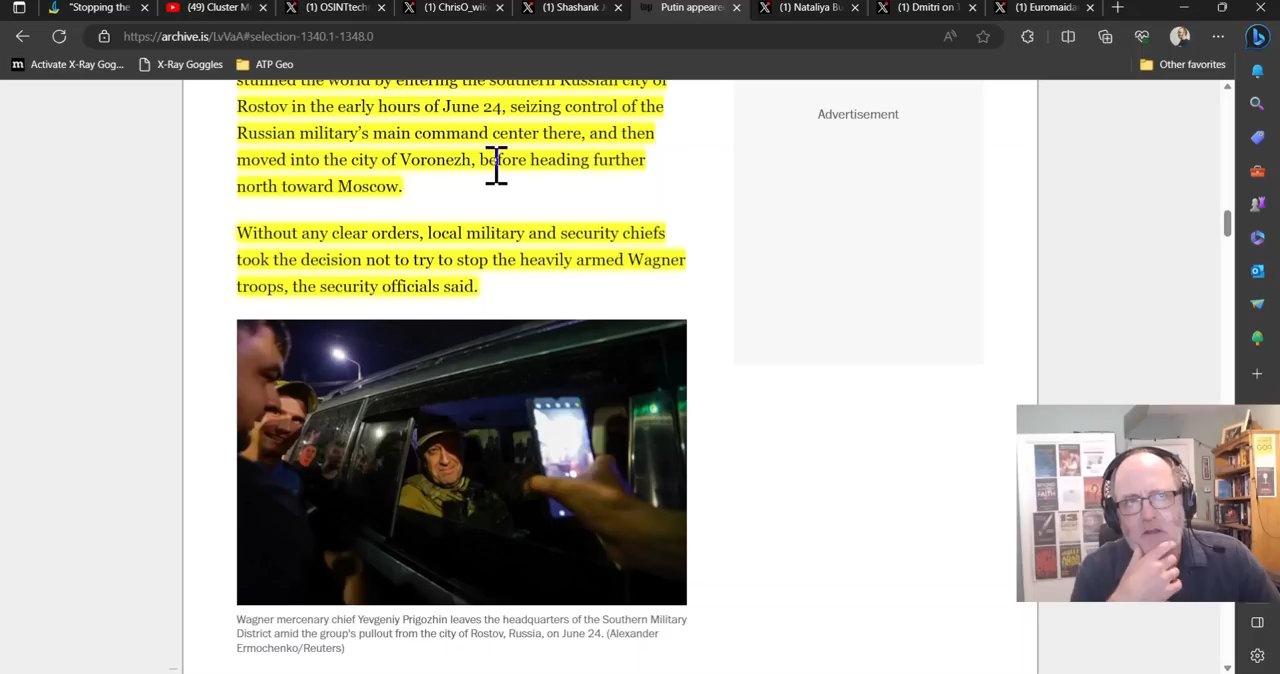 "Stopping the
(49) Cluster M
(1) OSINTtech
(1) ChrisO_wiki
(1) Shashank J
Putin appeared
(1) Nataliya Bu
(1) Dmitri on T
(1) Euromaidan
https://archive.is/LvVaA#selection-1340.1-1348.0
Activate X-Ray Gog...
X-Ray Goggles
ATP Geo
Other favorites
stunned the world by entering the southern Russian city of
Rostov in the early hours of June 24, seizing control of the
Russian military's main command center there, and then
moved into the city of Voronezh, before heading further
north toward Moscow.
Without any clear orders, local military and security chiefs
took the decision not to try to stop the heavily armed Wagner
troops, the security officials said.
Advertisement
Wagner mercenary chief Yevgeniy Prigozhin leaves the headquarters of the Southern Military
District amid the group's pullout from the city of Rostov, Russia, on June 24. (Alexander
Ermochenko/Reuters)